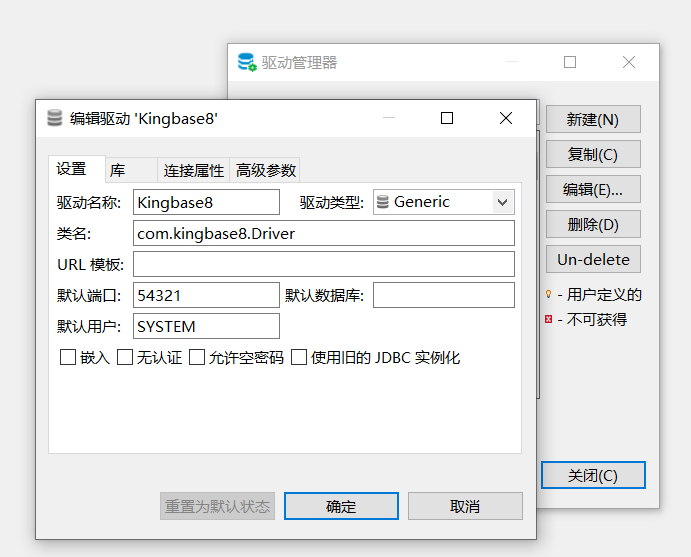 驱动管理器
编辑驱动 'Kingbase8'
新建(N)
复制(C)
编辑(E)...
删除(D)
Un-delete
- 用户定义的
- 不可获得
关闭(C)
设置 库 连接属性 高级参数
驱动名称: Kingbase8 驱动类型: Generic
类名: com.kingbase8.Driver
URL 模板:
默认端口: 54321 默认数据库:
默认用户: SYSTEM
嵌入 无认证 允许空密码 使用旧的 JDBC 实例化
重置为默认状态 确定 取消